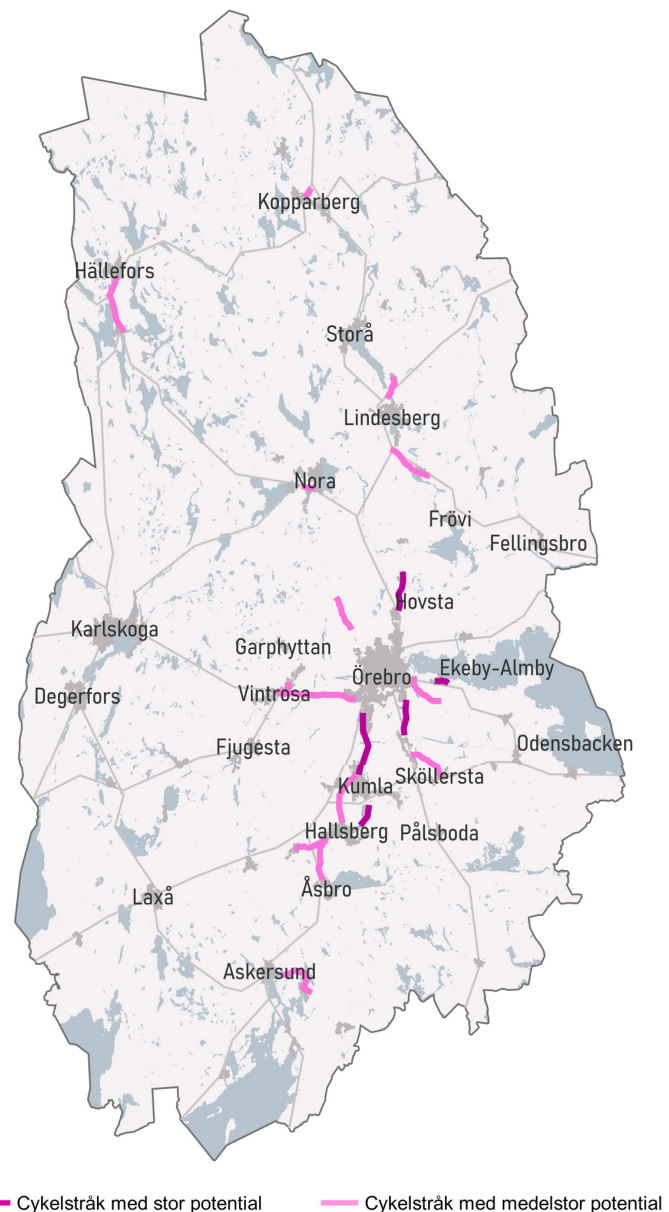 Kopparberg
Hällefors
Storå
Lindesberg
Nora
Frövi
Fellingsbro
Hovsta
Karlskoga
Garphyttan
Ekeby-Almby
Örebro
Degerfors
Vintrosa
Odensbacken
Fjugesta
Sköllersta
Kumla
Hallsberg
Pålsboda
Åsbro
Laxå
Askersund
Cykelstråk med stor potential
Cykelstråk med medelstor potential